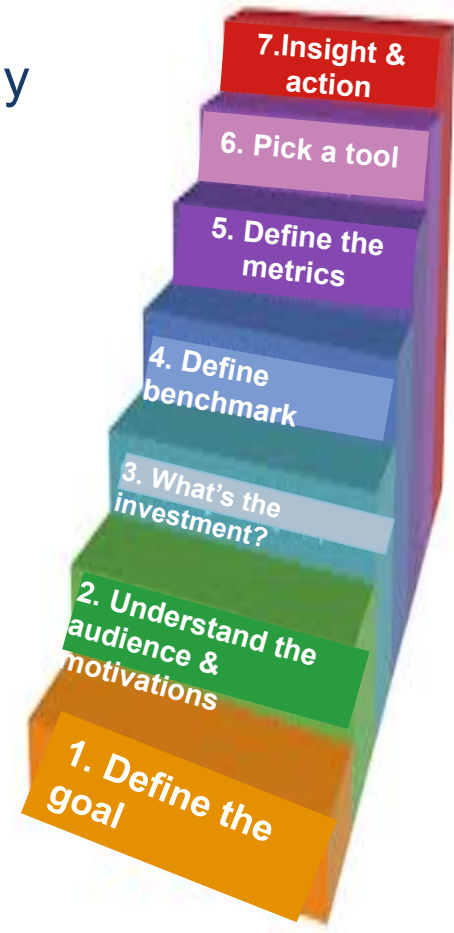 y
7.Insight &
action
6. Pick a tool
5. Define the
metrics
4. Define
benchmark
3. What's the
investment?
2. Understand the
audience &
motivations
1. Define the
goal